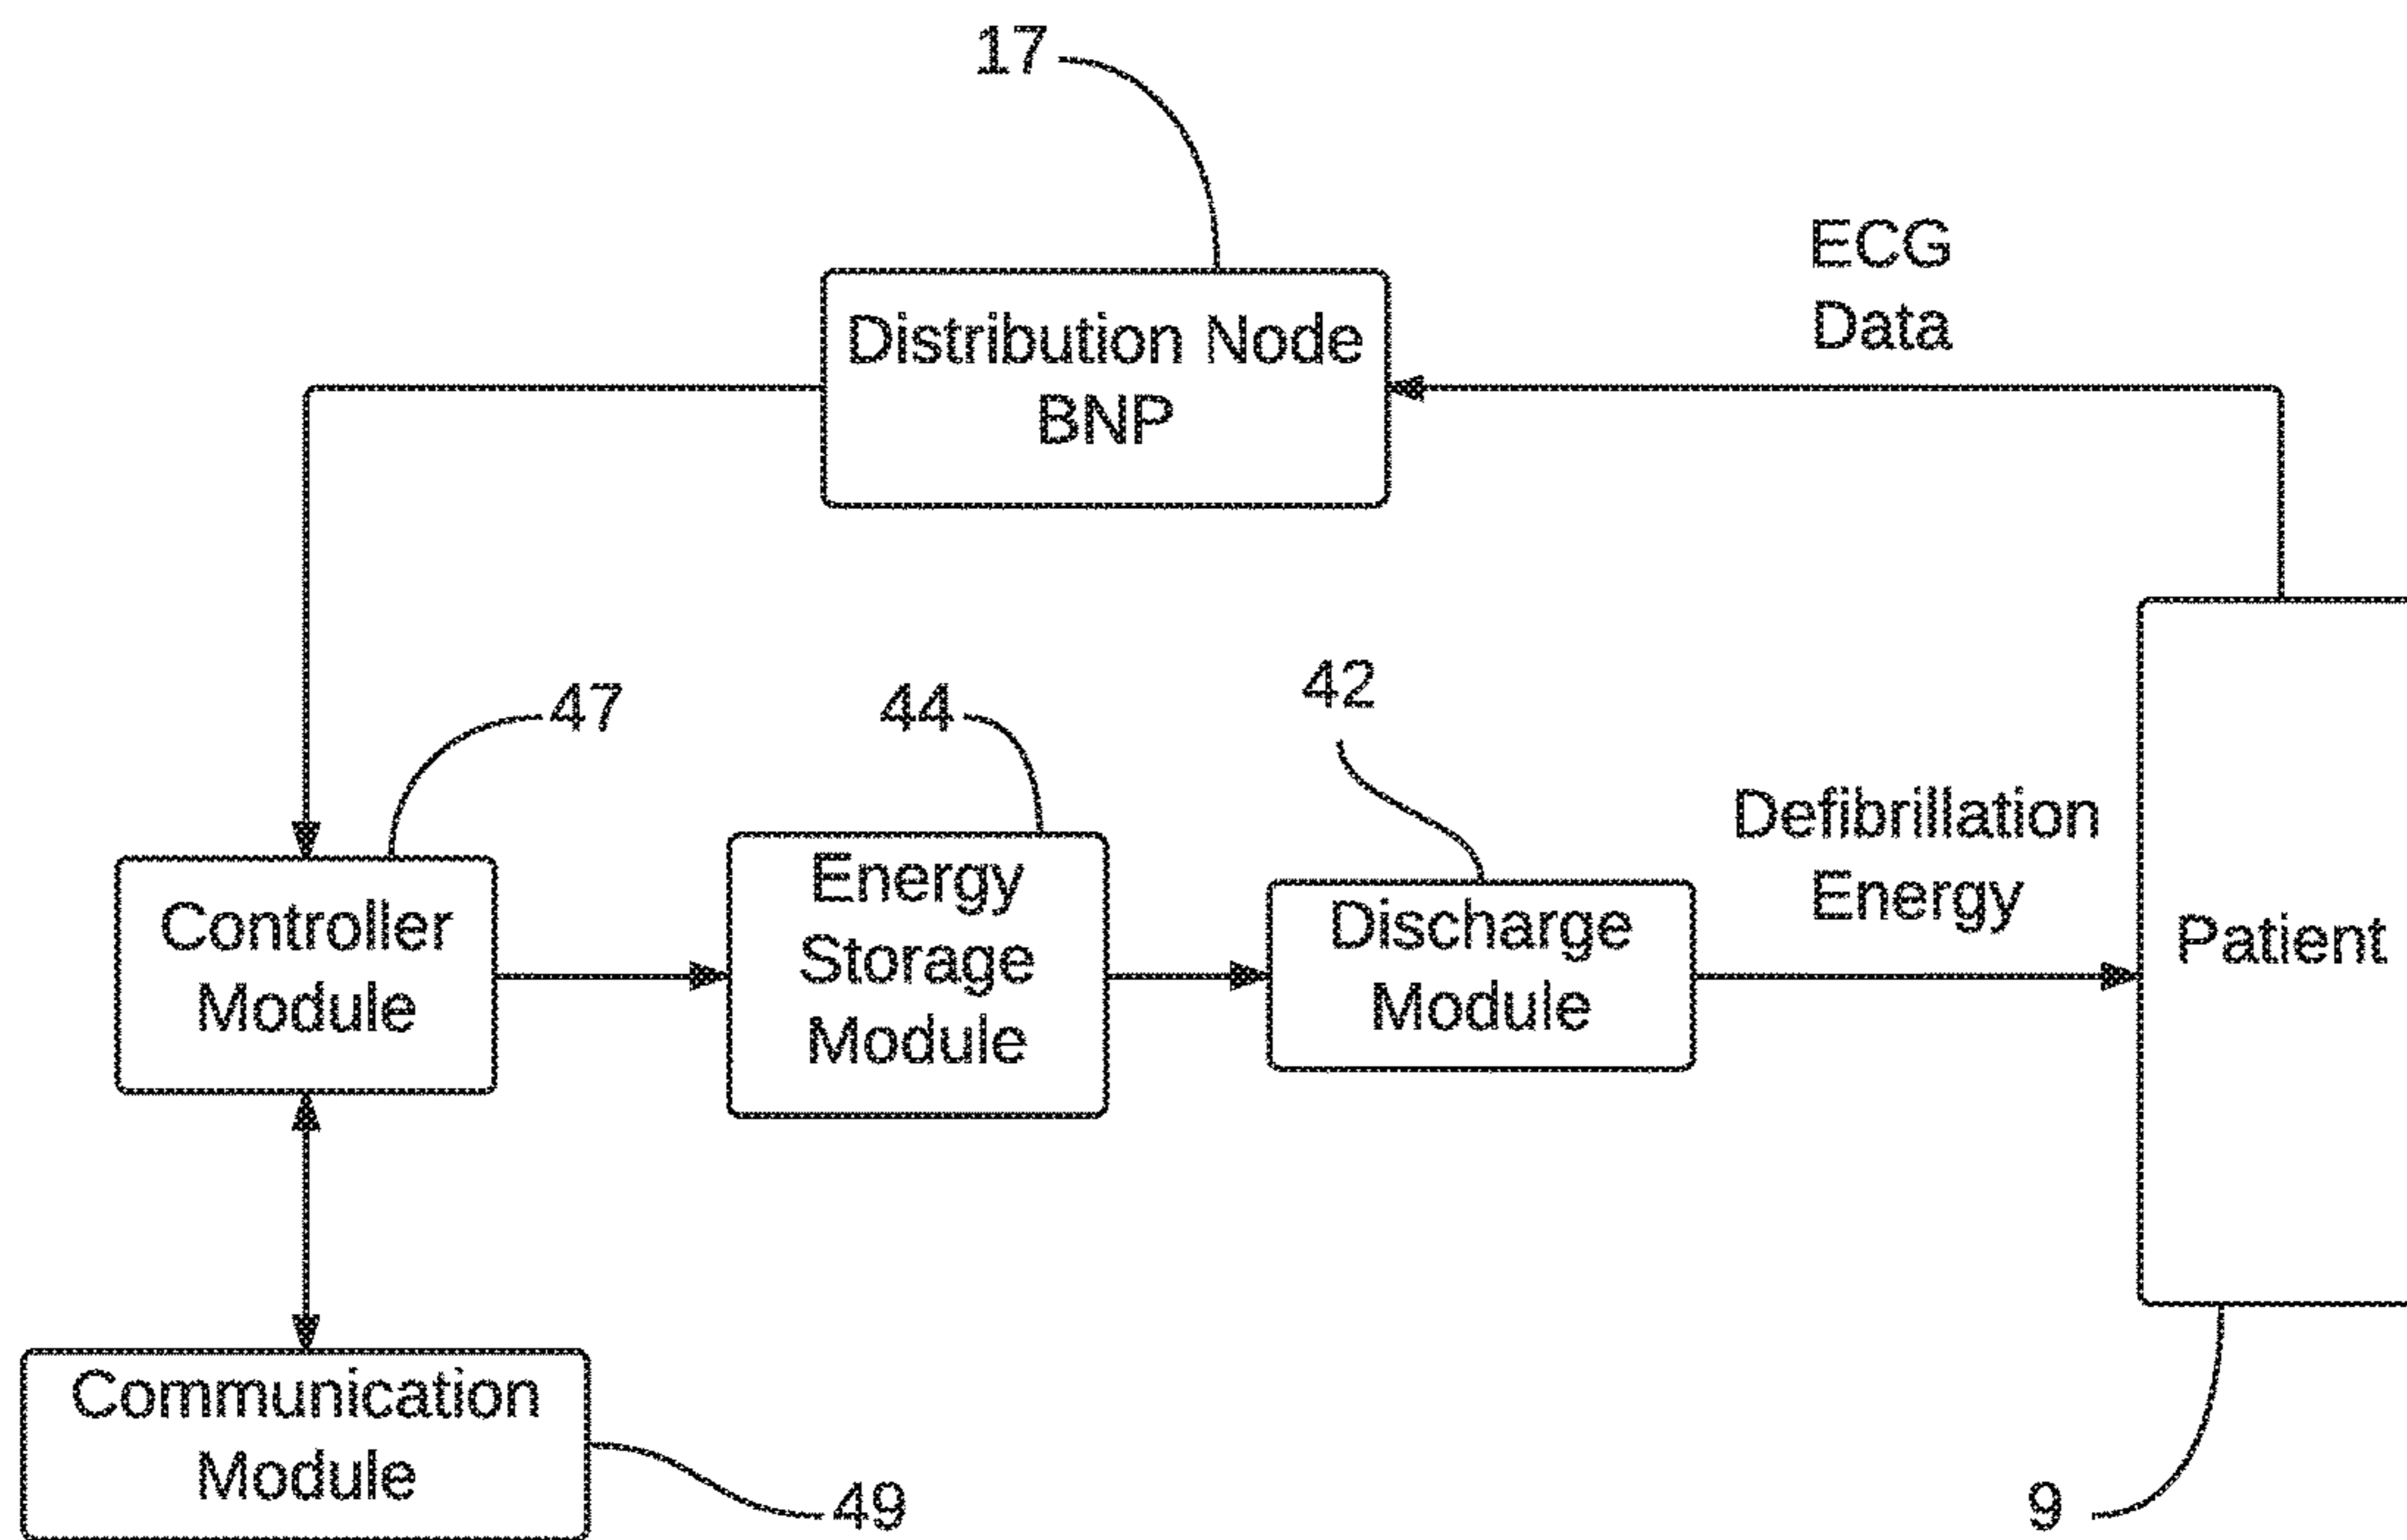 17
ECG
Data
Distribution Node
BNP
47
44
42
Defibrillation
Energy
Controller
Module
Energy
Storage
Module
Discharge
Module
Patient
Communication
Module
49
9